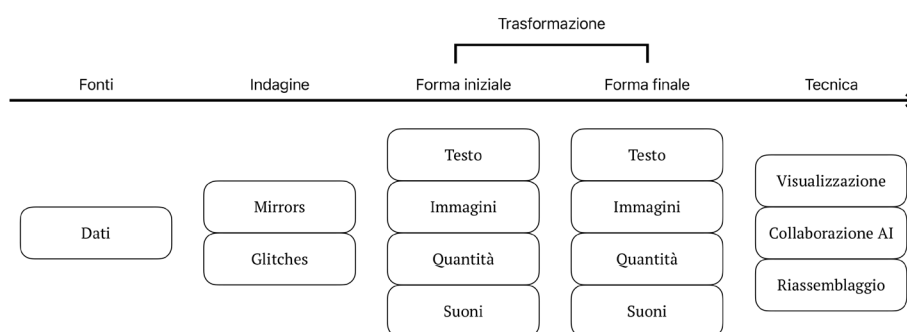 Trasformazione
Fonti
Indagine
Forma iniziale
Forma finale
Tecnica
Dati
Mirrors
Glitches
Testo
Immagini
Quantità
Suoni
Testo
Immagini
Quantità
Suoni
Visualizzazione
Collaborazione AI
Riassemblaggio